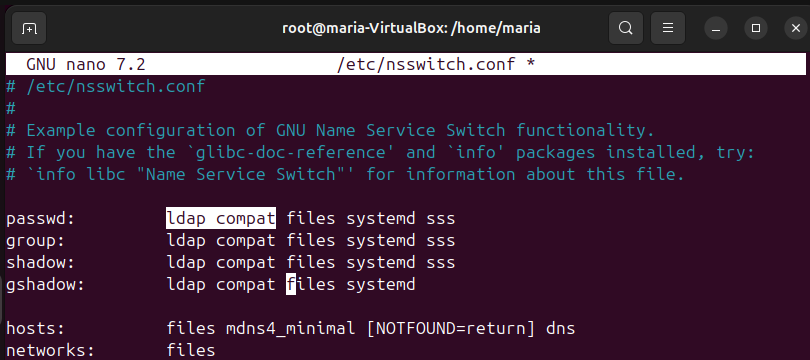 root@maria-VirtualBox: /home/maria
GNU nano 7.2 /etc/nsswitch.conf *
# /etc/nsswitch.conf
#
# Example configuration of GNU Name Service Switch functionality.
# If you have the `glibc-doc-reference' and `info' packages installed, try:
# `info libc "Name Service Switch"' for information about this file.
passwd: ldap compat files systemd sss
group: ldap compat files systemd sss
shadow: ldap compat files systemd sss
gshadow: ldap compat files systemd
hosts: files mdns4_minimal [NOTFOUND=return] dns
networks: files